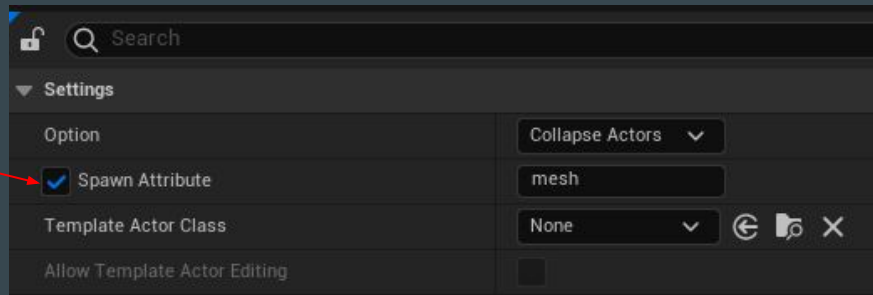 Search
Settings
Option Collapse Actors
Spawn Attribute mesh
Template Actor Class None
Allow Template Actor Editing